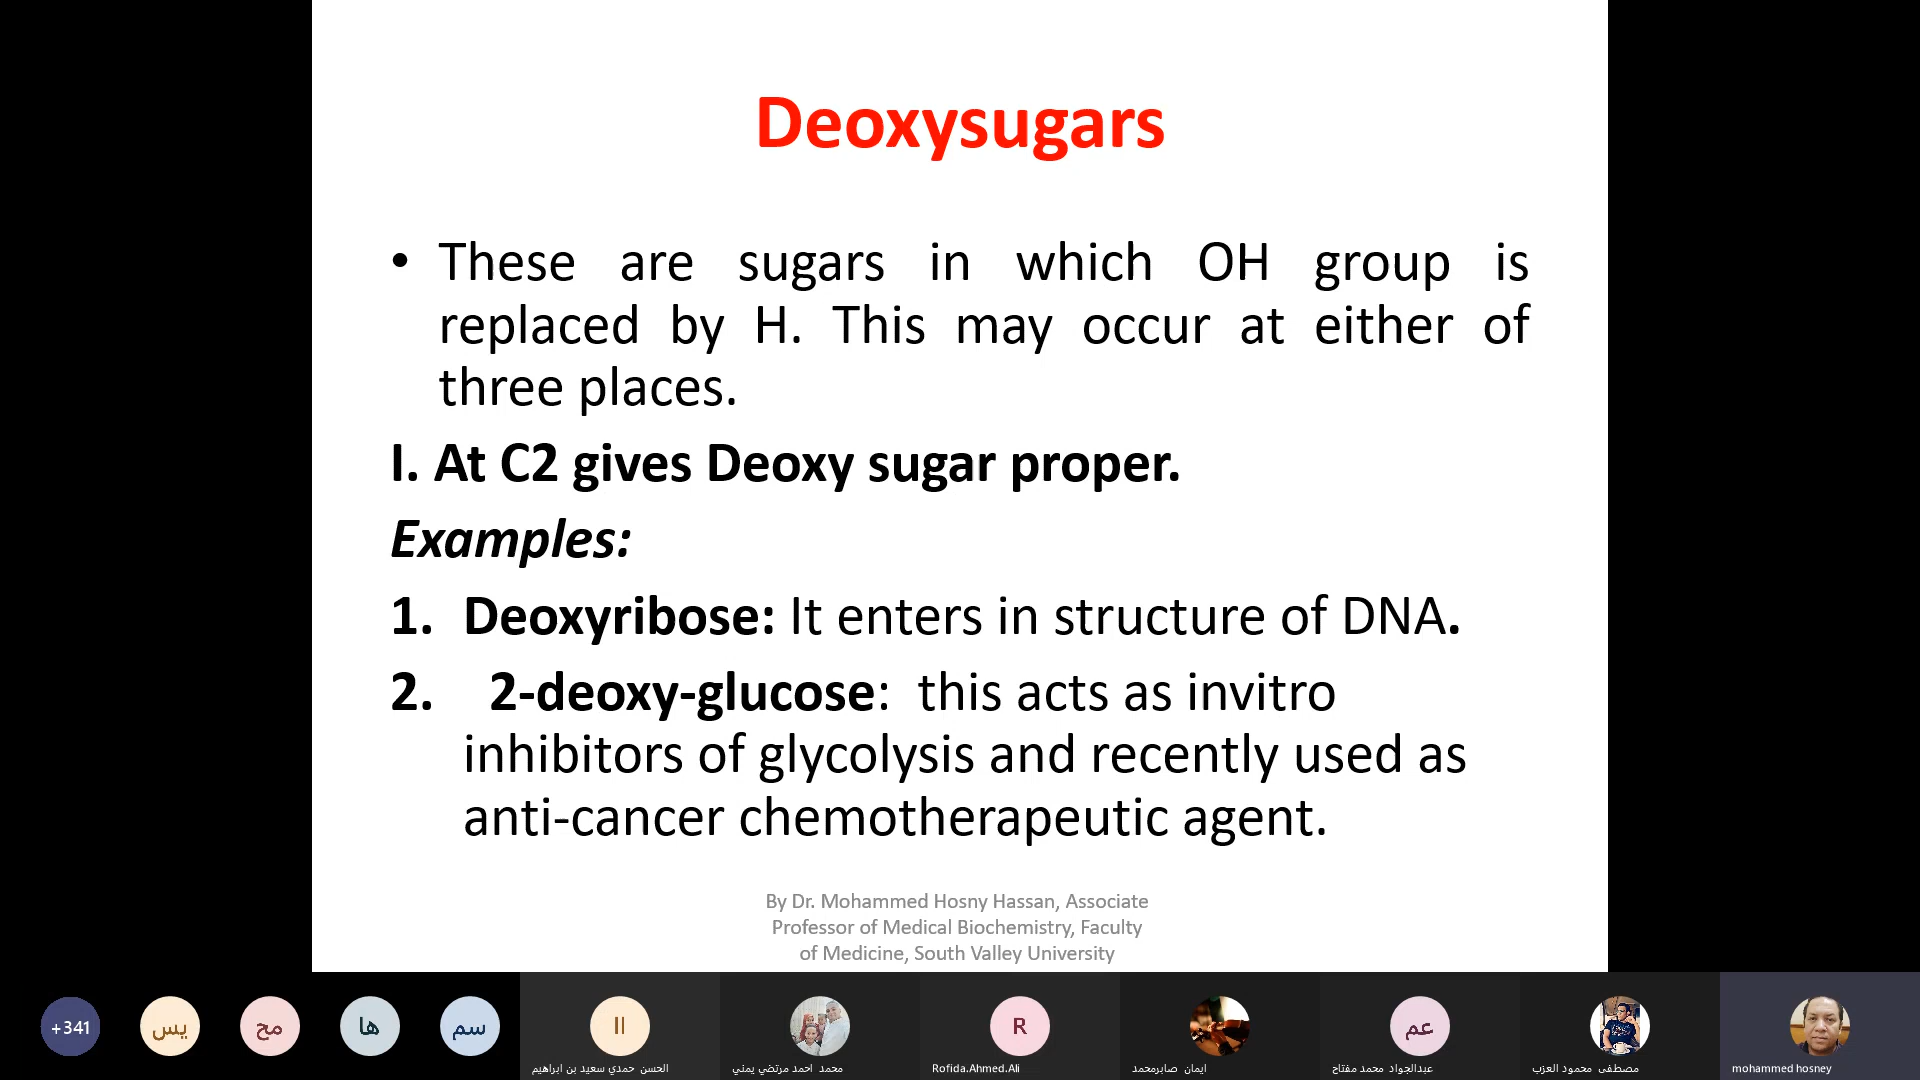 Deoxysugars
• These are sugars in which OH group is
replaced by H. This may occur at either of
three places.
I. At C2 gives Deoxy sugar proper.
Examples:
1. Deoxyribose: It enters in structure of DNA.
2. 2-deoxy-glucose: this acts as invitro
inhibitors of glycolysis and recently used as
anti-cancer chemotherapeutic agent.
By Dr. Mohammed Hosny Hassan, Associate
Professor of Medical Biochemistry, Faculty
of Medicine, South Valley University
+341
يس
مح
ها
سم
اا
R
عم
الحسن حمدي سعيد بن ابراهيم
محمد احمد مرتضي يمني
Rofida.Ahmed.Ali
ايمان صابرمحمد
عبدالجواد محمد مفتاح
مصطفى محمود العزب
mohammed hosney